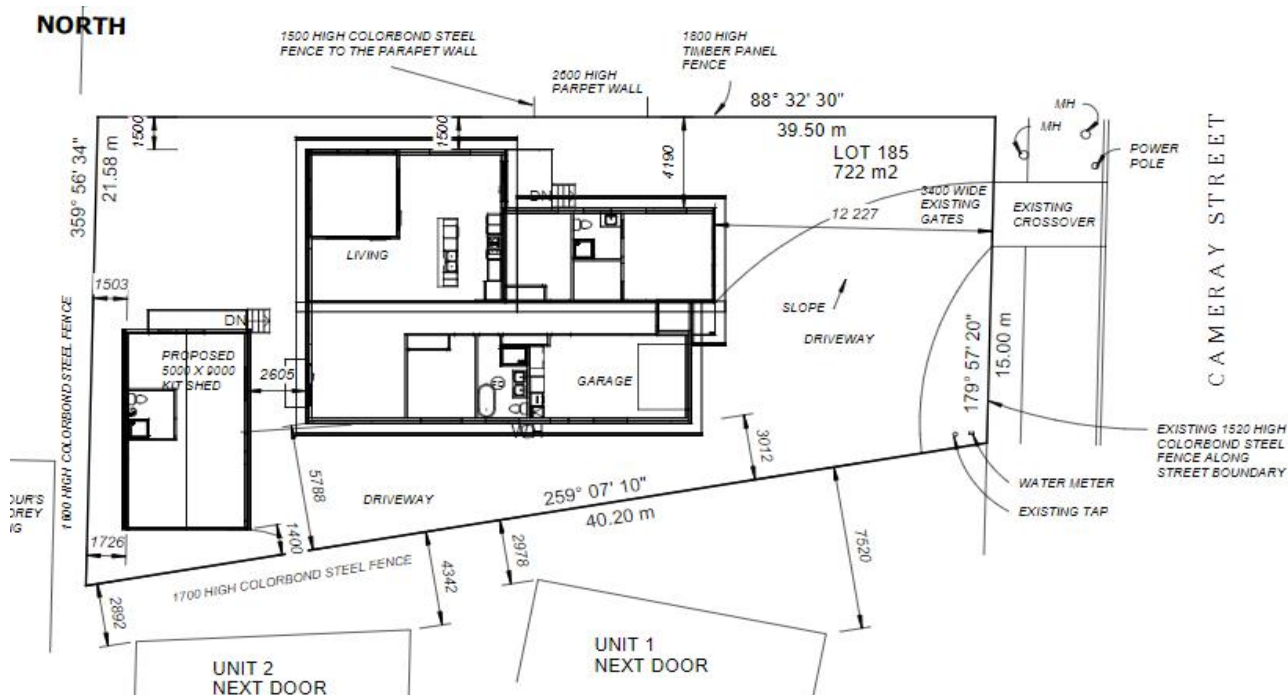 NORTH
1500 HIGH COLORBOND STEEL
FENCE TO THE PARAPET WALL
2600 HIGH
PARPET WALL
1800 HIGH
TIMBER PANEL
FENCE
88° 32' 30"
39.50 m
LOT 185
722 m2
MH
MH
POWER
POLE
CAMERAY STREET
359° 56' 34"
21.58 m
1500
1500
4190
3400 WIDE
EXISTING
GATES
EXISTING
CROSSOVER
12 227
DN
LIVING
1503
DN
SLOPE
DRIVEWAY
PROPOSED
5000 X 9000
KIT SHED
2605
GARAGE
179° 57' 20"
15.00 m
EXISTING 1520 HIGH
COLORBOND STEEL
FENCE ALONG
STREET BOUNDARY
3012
WATER METER
EXISTING TAP
5788
DRIVEWAY
259° 07' 10"
40.20 m
1726
1400
1700 HIGH COLORBOND STEEL FENCE
2892
4342
2978
7520
UNIT 2
NEXT DOOR
UNIT 1
NEXT DOOR